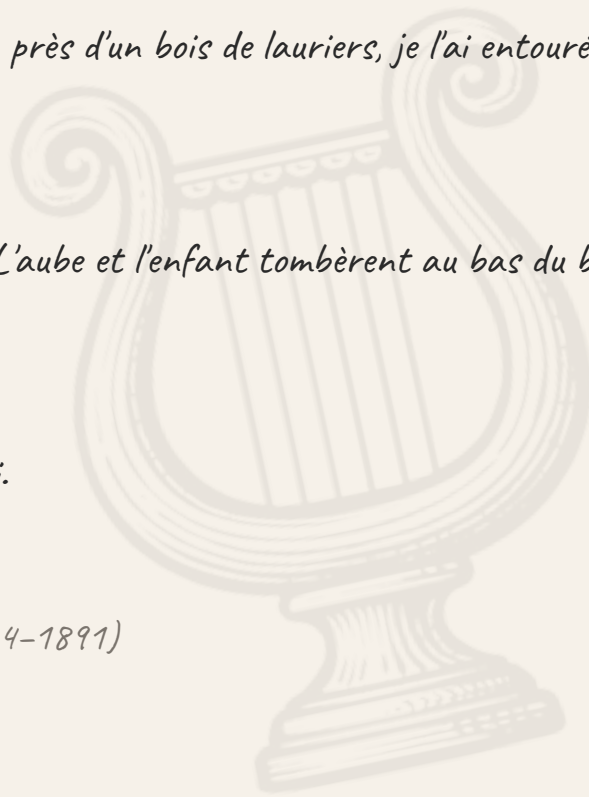 près d'un bois de lauriers, je l'ai entouré
L'aube et l'enfant tombèrent au bas du b
.
4–1891)